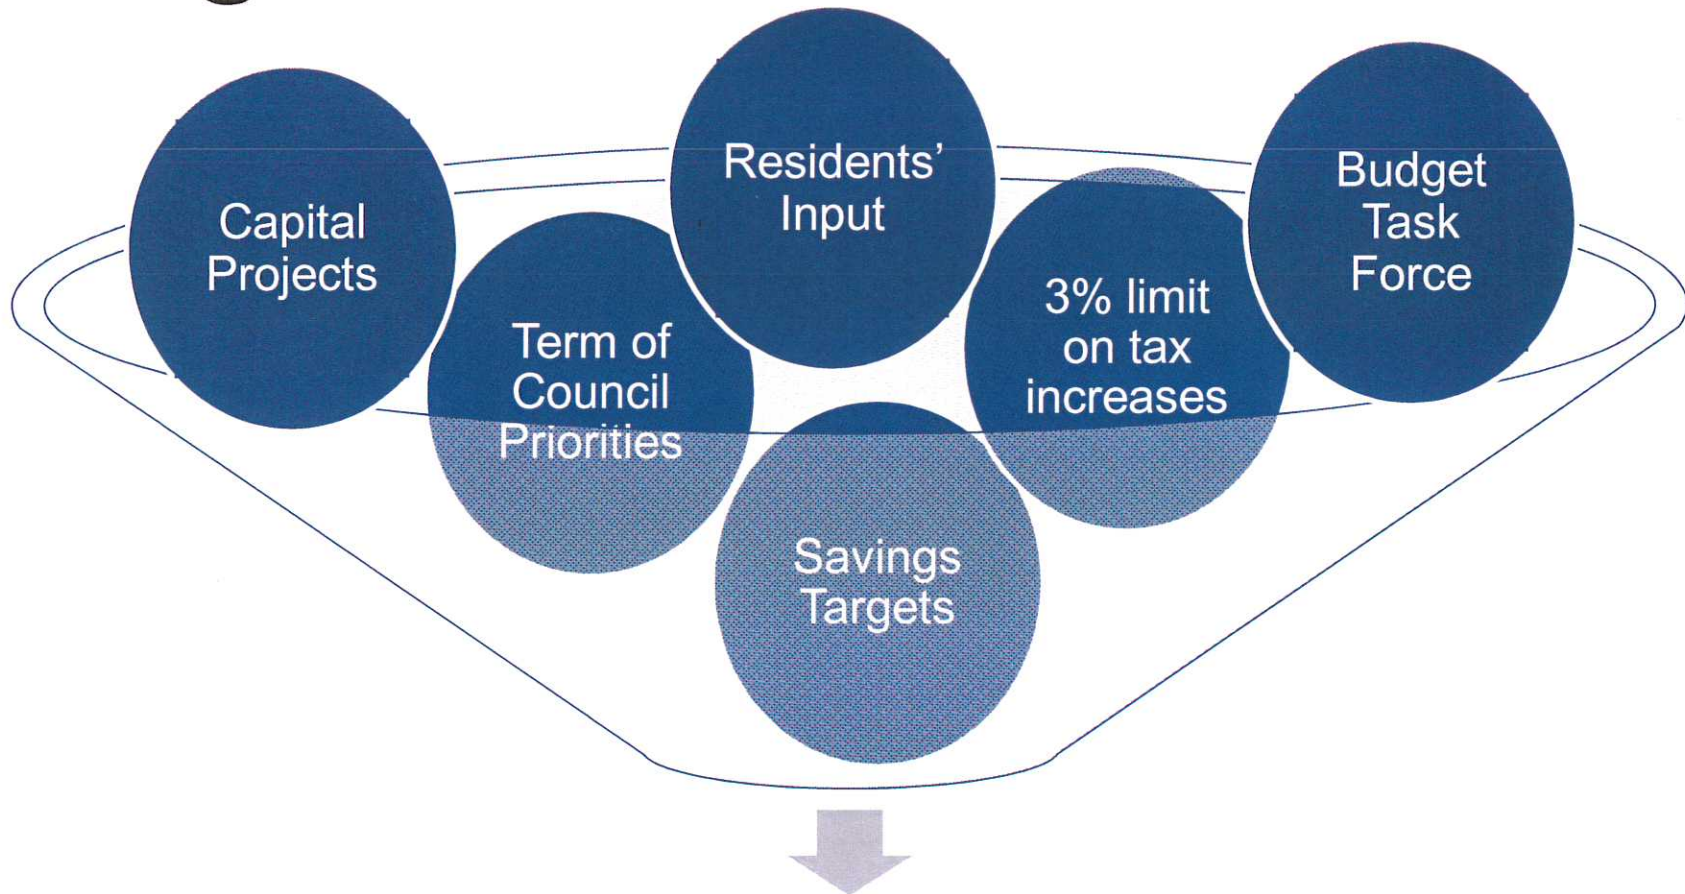 Capital
Projects
Term of
Council
Priorities
Residents’
Input
Savings
Targets
3% limit
on tax
increases
Budget
Task
Force